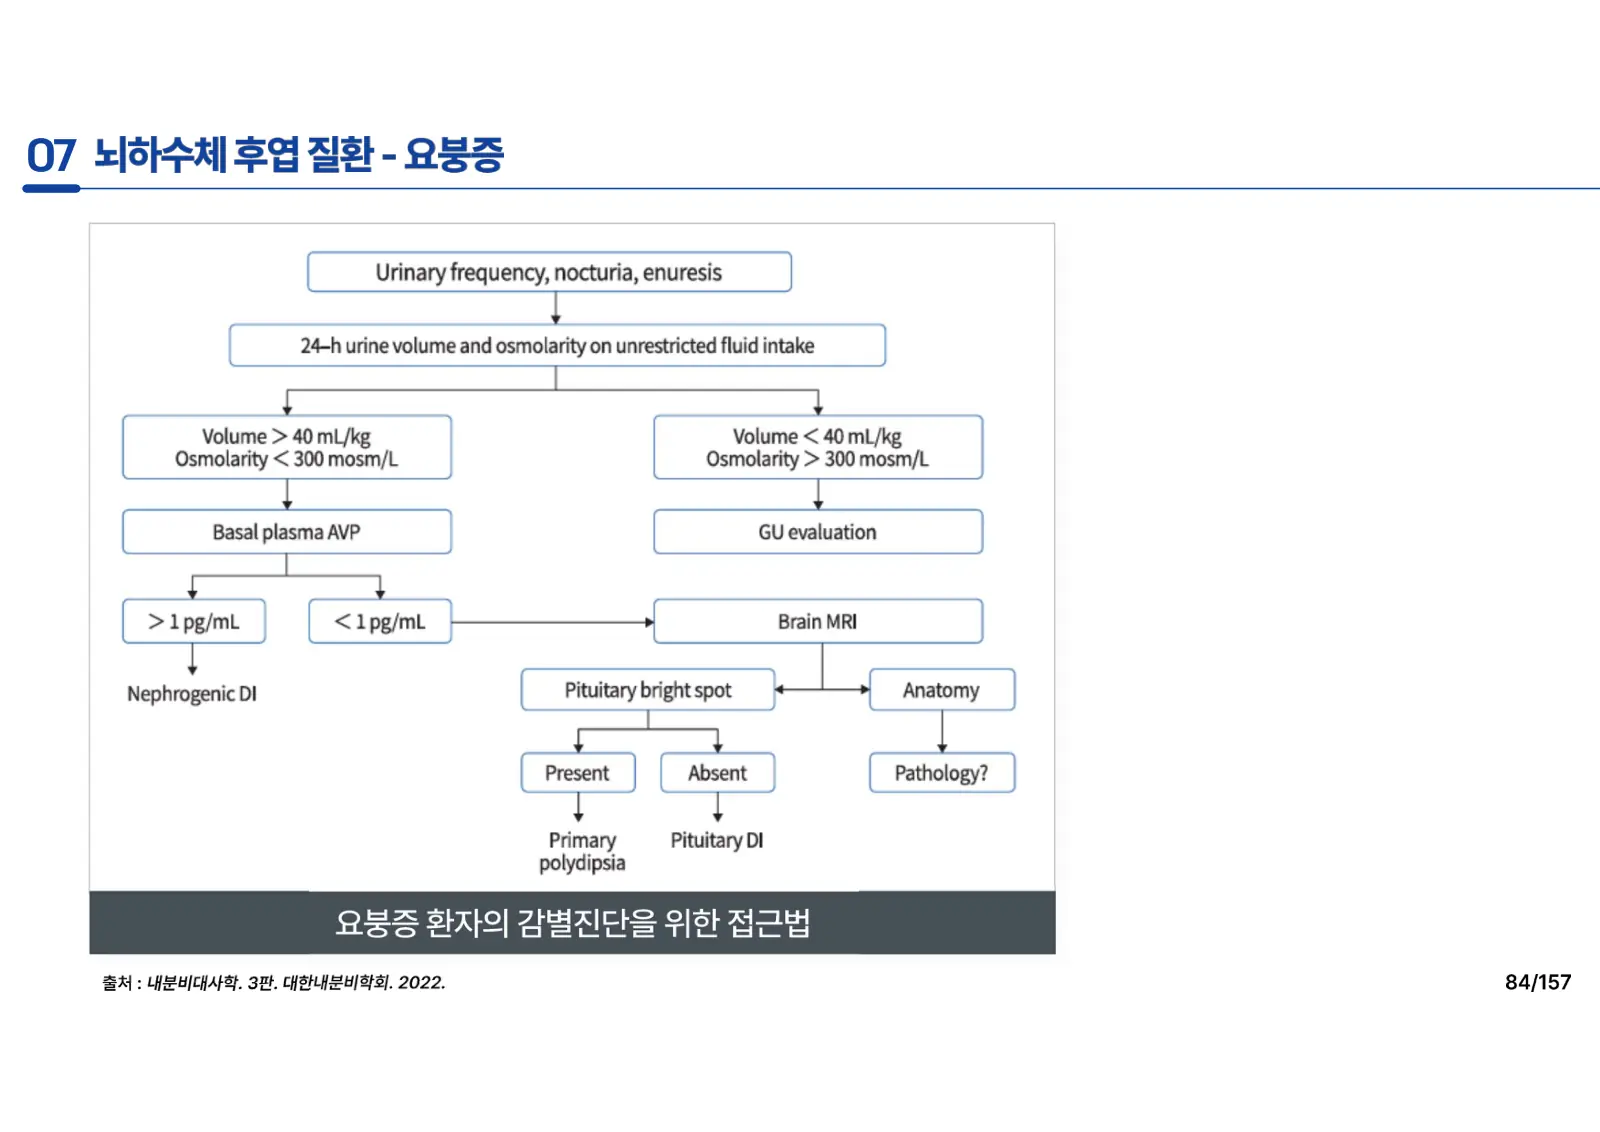 07 뇌하수체 후엽 질환 - 요붕증
Urinary frequency, nocturia, enuresis
24–h urine volume and osmolarity on unrestricted fluid intake
Volume > 40 mL/kg
Osmolarity < 300 mosm/L
Volume < 40 mL/kg
Osmolarity > 300 mosm/L
Basal plasma AVP
GU evaluation
> 1 pg/mL
< 1 pg/mL
Brain MRI
Nephrogenic DI
Pituitary bright spot
Anatomy
Present
Absent
Pathology?
Primary
polydipsia
Pituitary DI
요붕증 환자의 감별진단을 위한 접근법
출처 : 내분비대사학. 3판. 대한내분비학회. 2022.
84/157